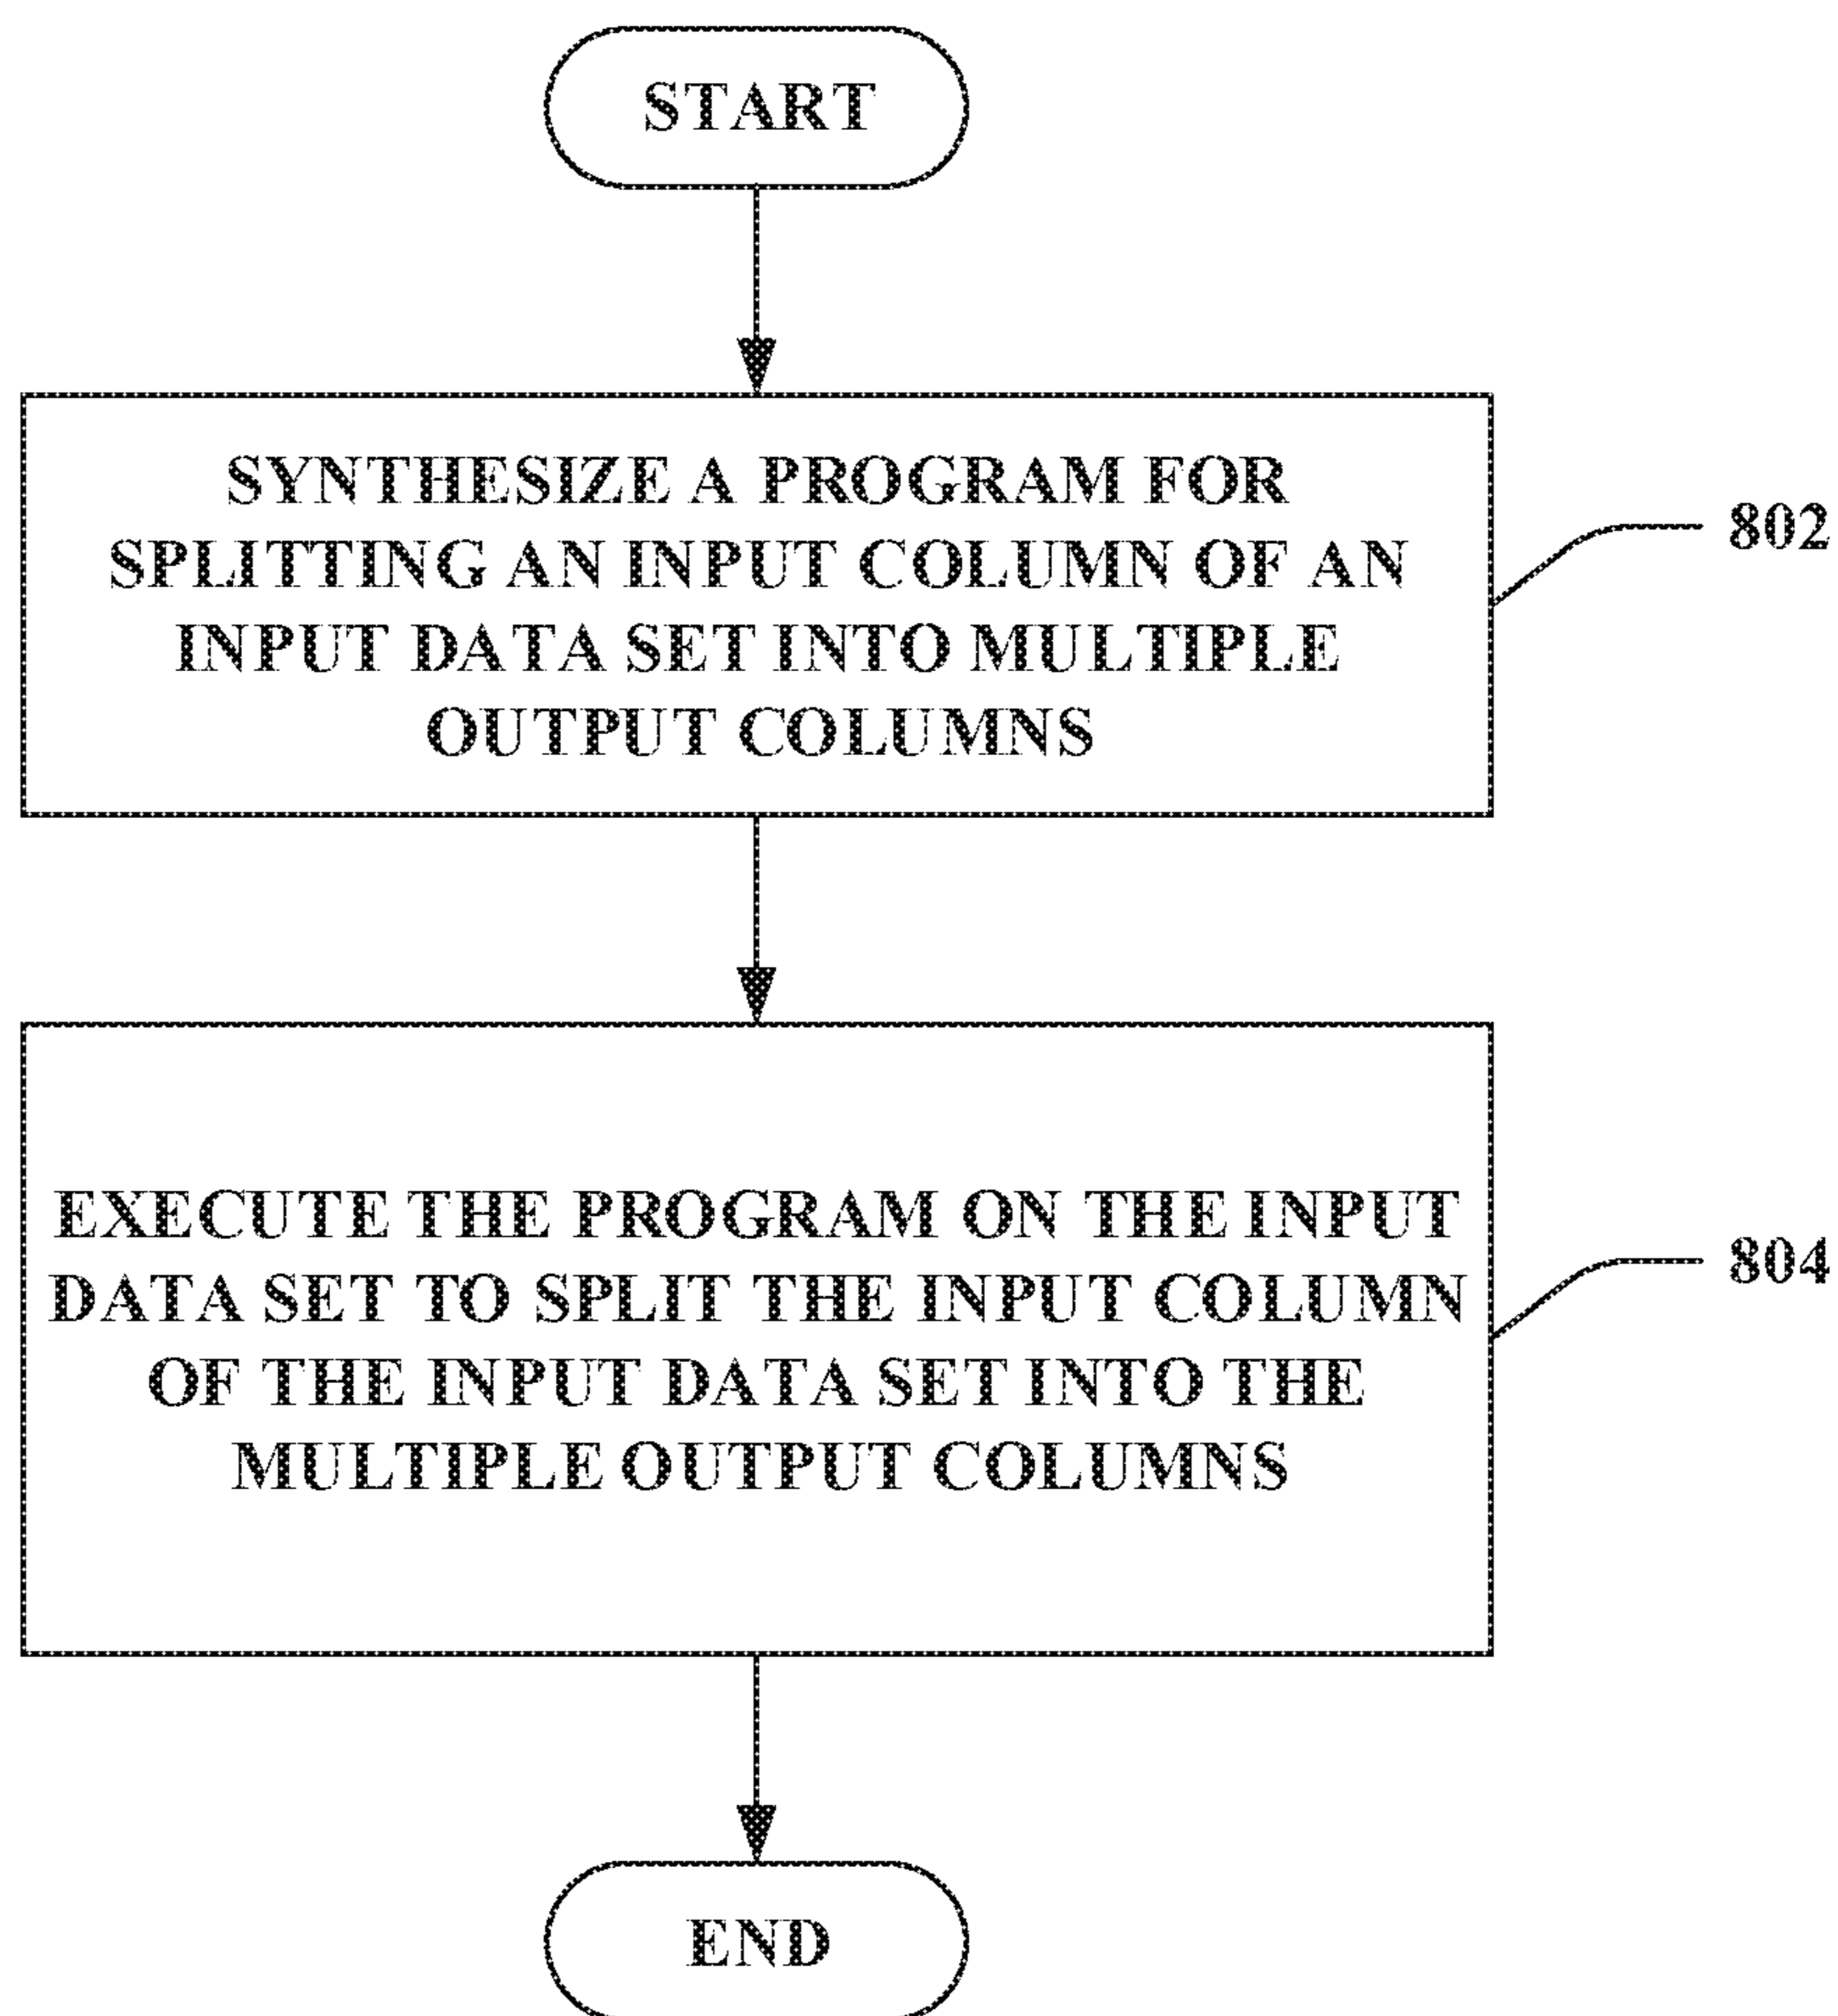 START
SYNTHESIZE A PROGRAM FOR
SPLITTING AN INPUT COLUMN OF AN
INPUT DATA SET INTO MULTIPLE
OUTPUT COLUMNS
802
EXECUTE THE PROGRAM ON THE INPUT
DATA SET TO SPLIT THE INPUT COLUMN
OF THE INPUT DATA SET INTO THE
MULTIPLE OUTPUT COLUMNS
804
END